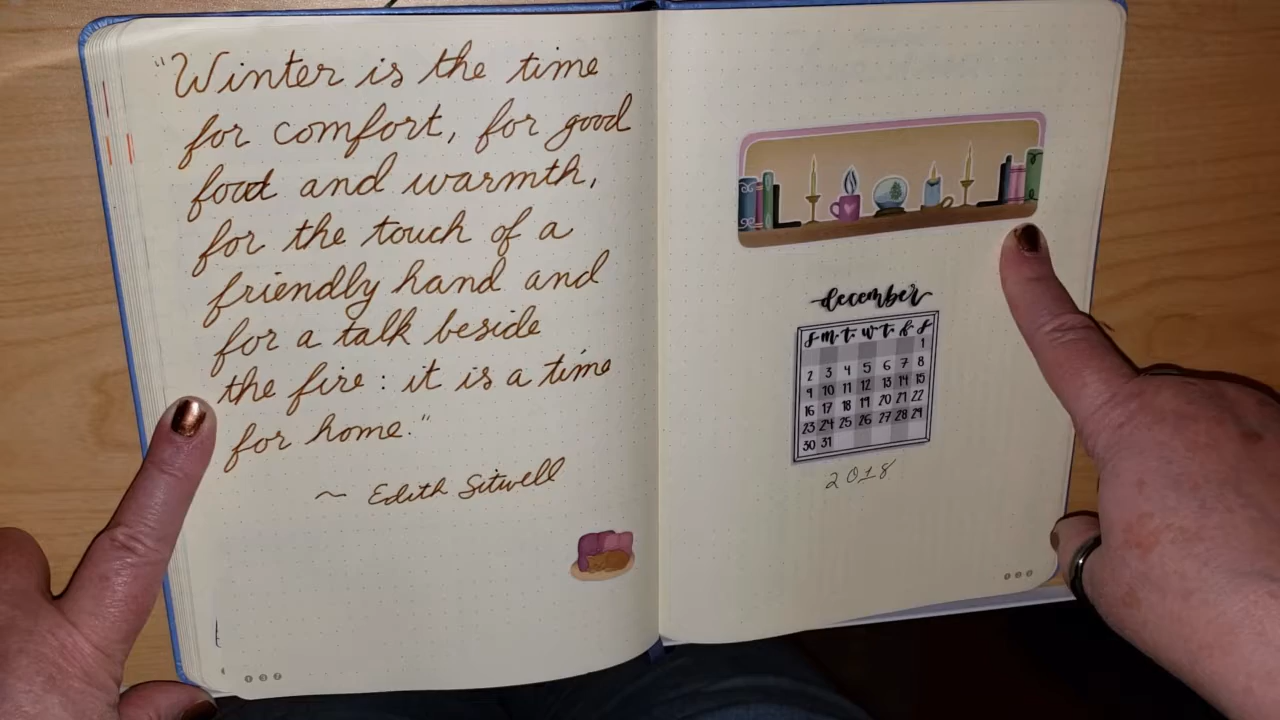 "Winter is the time
for comfort, for good
food and warmth,
for the touch of a
friendly hand and
for a talk beside
the fire: it is a time
for home."
~ Edith Sitwell
137
december
S M T W T F S
1
2 3 4 5 6 7 8
9 10 11 12 13 14 15
16 17 18 19 20 21 22
23 24 25 26 27 28 29
30 31
2018